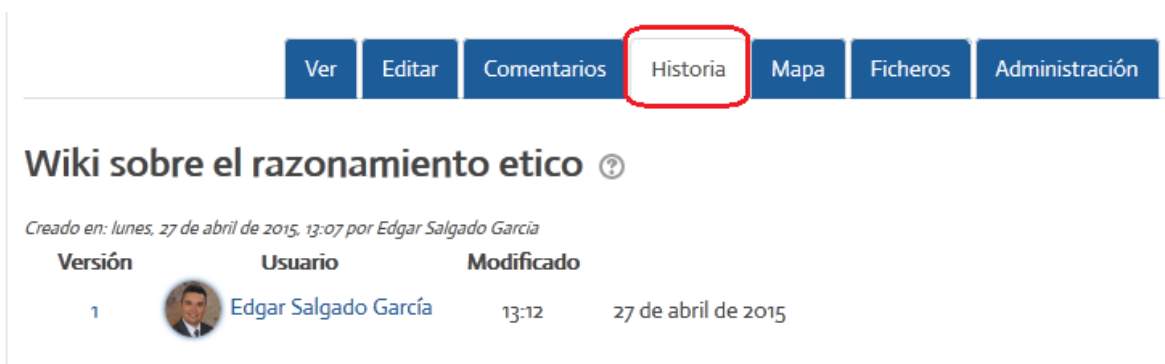 Ver Editar Comentarios Historia Mapa Ficheros Administración
Wiki sobre el razonamiento etico ?
Creado en: lunes, 27 de abril de 2015, 13:07 por Edgar Salgado García
Versión Usuario Modificado
1 Edgar Salgado García 13:12 27 de abril de 2015